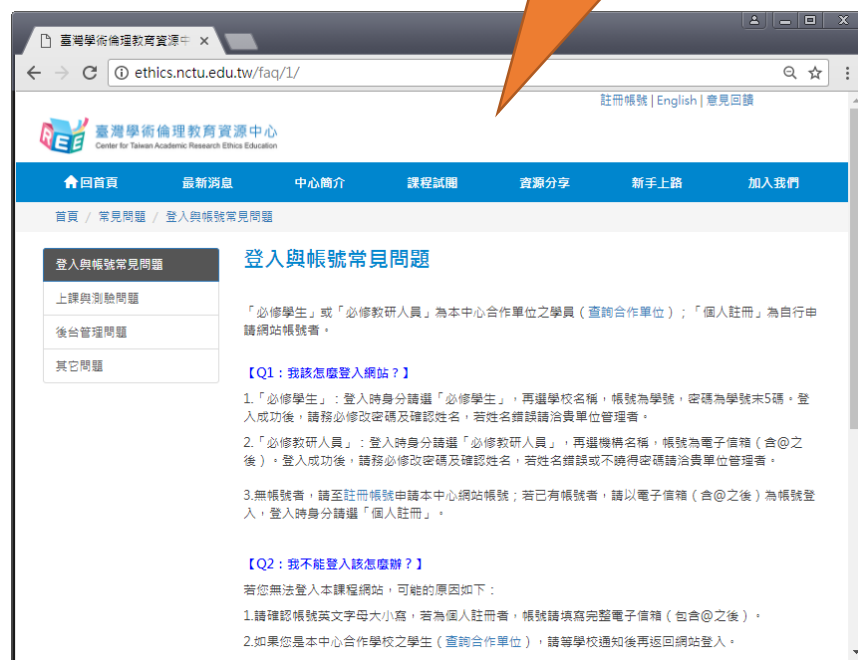 臺灣學術倫理教育資源中
ethics.nctu.edu.tw/faq/1/
註冊帳號 | English | 意見回饋
REE
臺灣學術倫理教育資源中心
Center for Taiwan Academic Research Ethics Education
回首頁 最新消息 中心簡介 課程試閱 資源分享 新手上路 加入我們
首頁 / 常見問題 / 登入與帳號常見問題
登入與帳號常見問題
上課與測驗問題
後台管理問題
其它問題
登入與帳號常見問題
「必修學生」或「必修教研人員」為本中心合作單位之學員(查詢合作單位);「個人註冊」為自行申
請網站帳號者。
【Q1:我該怎麼登入網站?】
1.「必修學生」:登入時身分請選「必修學生」,再選學校名稱,帳號為學號,密碼為學號末5碼。登
入成功後,請務必修改密碼及確認姓名,若姓名錯誤請洽貴單位管理者。
2.「必修教研人員」:登入時身分請選「必修教研人員」,再選機構名稱,帳號為電子信箱(含@之
後)。登入成功後,請務必修改密碼及確認姓名,若姓名錯誤或不曉得密碼請洽貴單位管理者。
3.無帳號者,請至註冊帳號申請本中心網站帳號;若已有帳號者,請以電子信箱(含@之後)為帳號登
入,登入時身分請選「個人註冊」。
【Q2:我不能登入該怎麼辦?】
若您無法登入本課程網站,可能的原因如下:
1.請確認帳號英文字母大小寫,若為個人註冊者,帳號請填寫完整電子信箱(包含@之後)。
2.如果您是本中心合作學校之學生(查詢合作單位),請等學校通知後再返回網站登入。